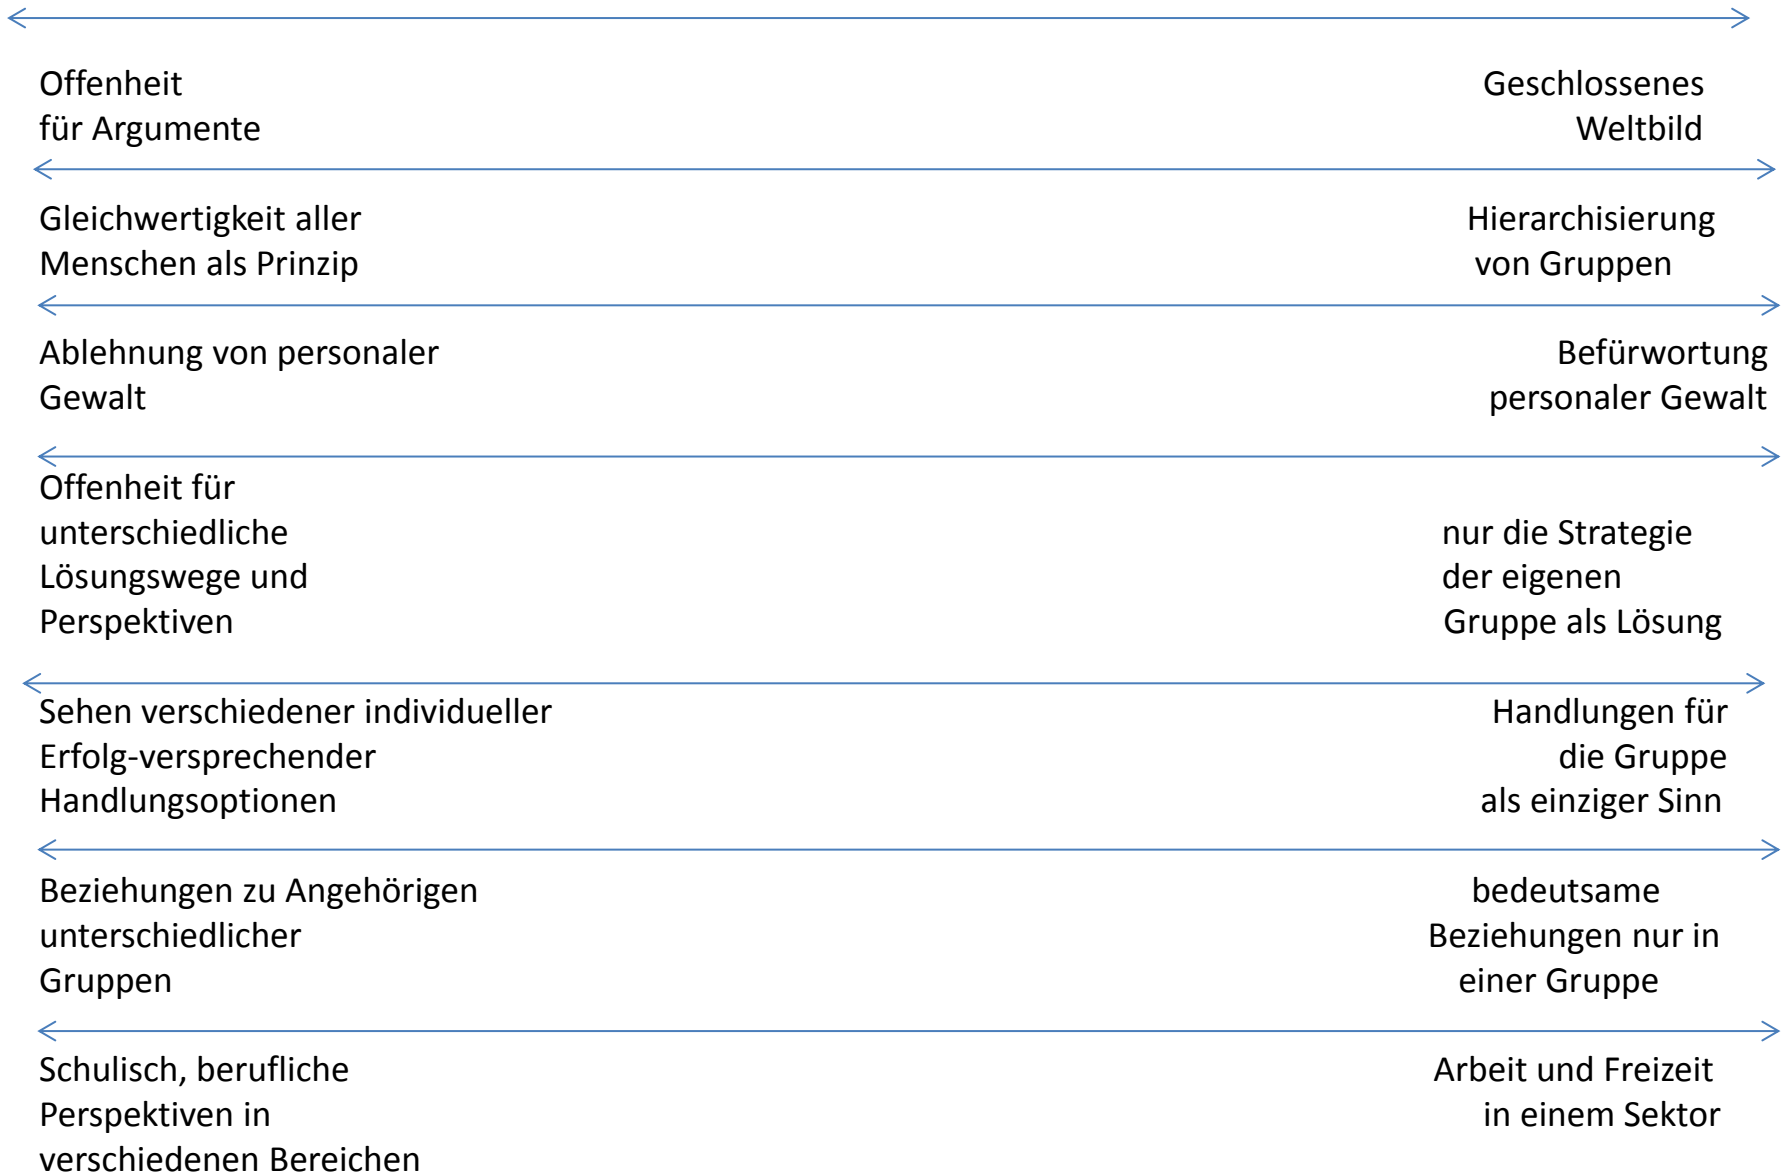 Offenheit
für Argumente
Geschlossenes
Weltbild
Gleichwertigkeit aller
Menschen als Prinzip
Hierarchisierung
von Gruppen
Ablehnung von personaler
Gewalt
Befürwortung
personaler Gewalt
Offenheit für
unterschiedliche
Lösungswege und
Perspektiven
nur die Strategie
der eigenen
Gruppe als Lösung
Sehen verschiedener individueller
Erfolg-versprechender
Handlungsoptionen
Handlungen für
die Gruppe
als einziger Sinn
Beziehungen zu Angehörigen
unterschiedlicher
Gruppen
bedeutsame
Beziehungen nur in
einer Gruppe
Schulisch, berufliche
Perspektiven in
verschiedenen Bereichen
Arbeit und Freizeit
in einem Sektor